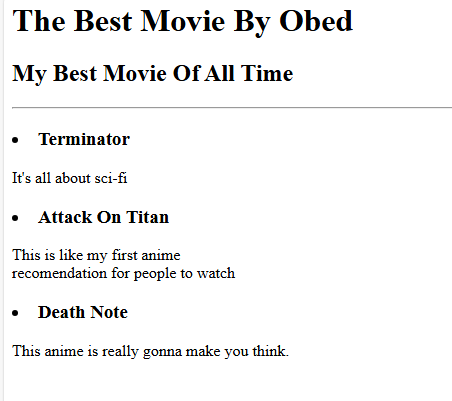 The Best Movie By Obed
My Best Movie Of All Time
• Terminator
It's all about sci-fi
• Attack On Titan
This is like my first anime
recomendation for people to watch
• Death Note
This anime is really gonna make you think.